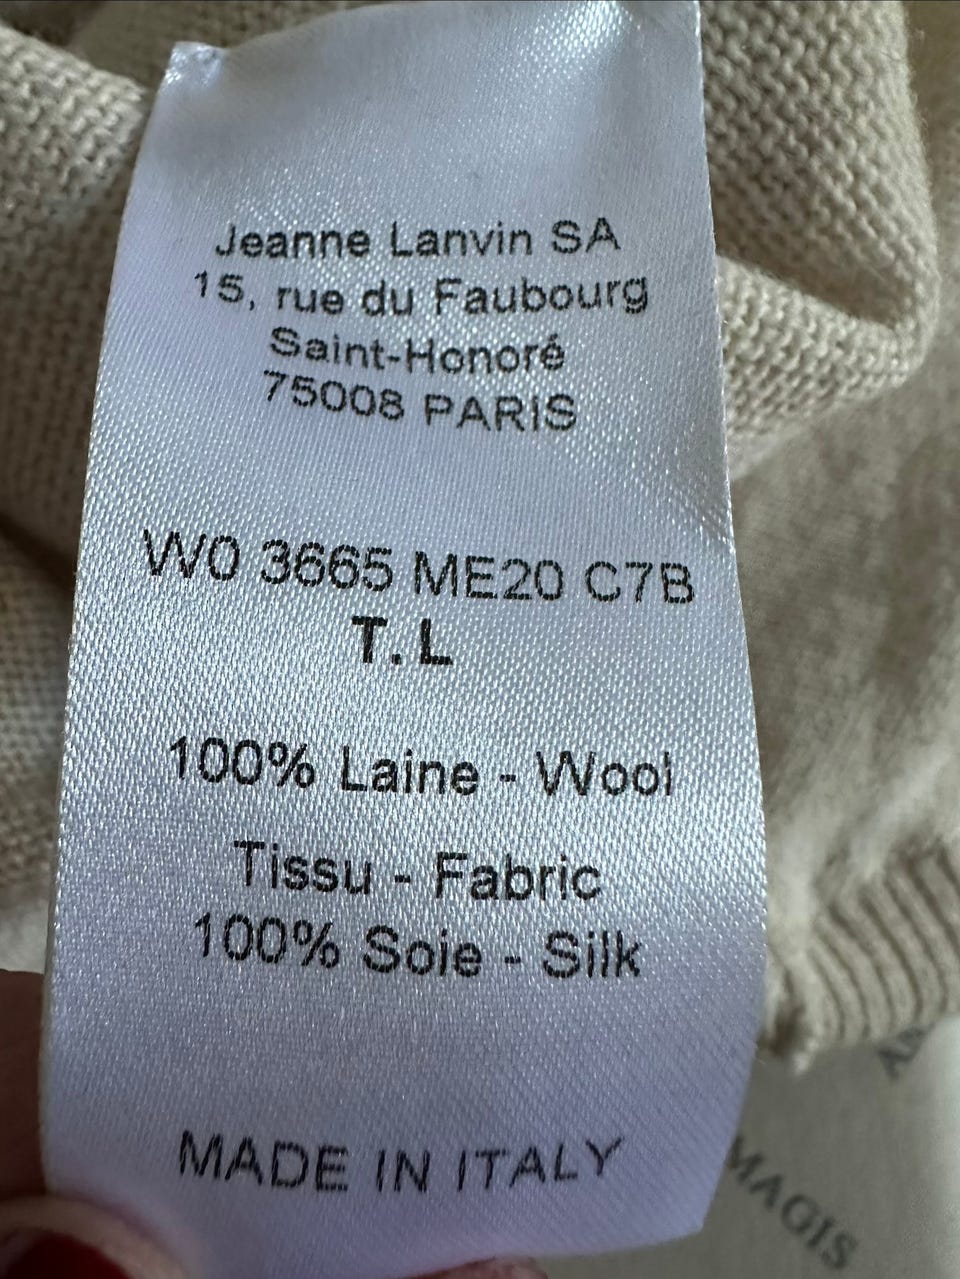 Jeanne Lanvin SA
15, rue du Faubourg
Saint-Honoré
75008 PARIS
W0 3665 ME20 C7B
T.L
100% Laine - Wool
Tissu - Fabric
100% Soie - Silk
MADE IN ITALY
MAGIS